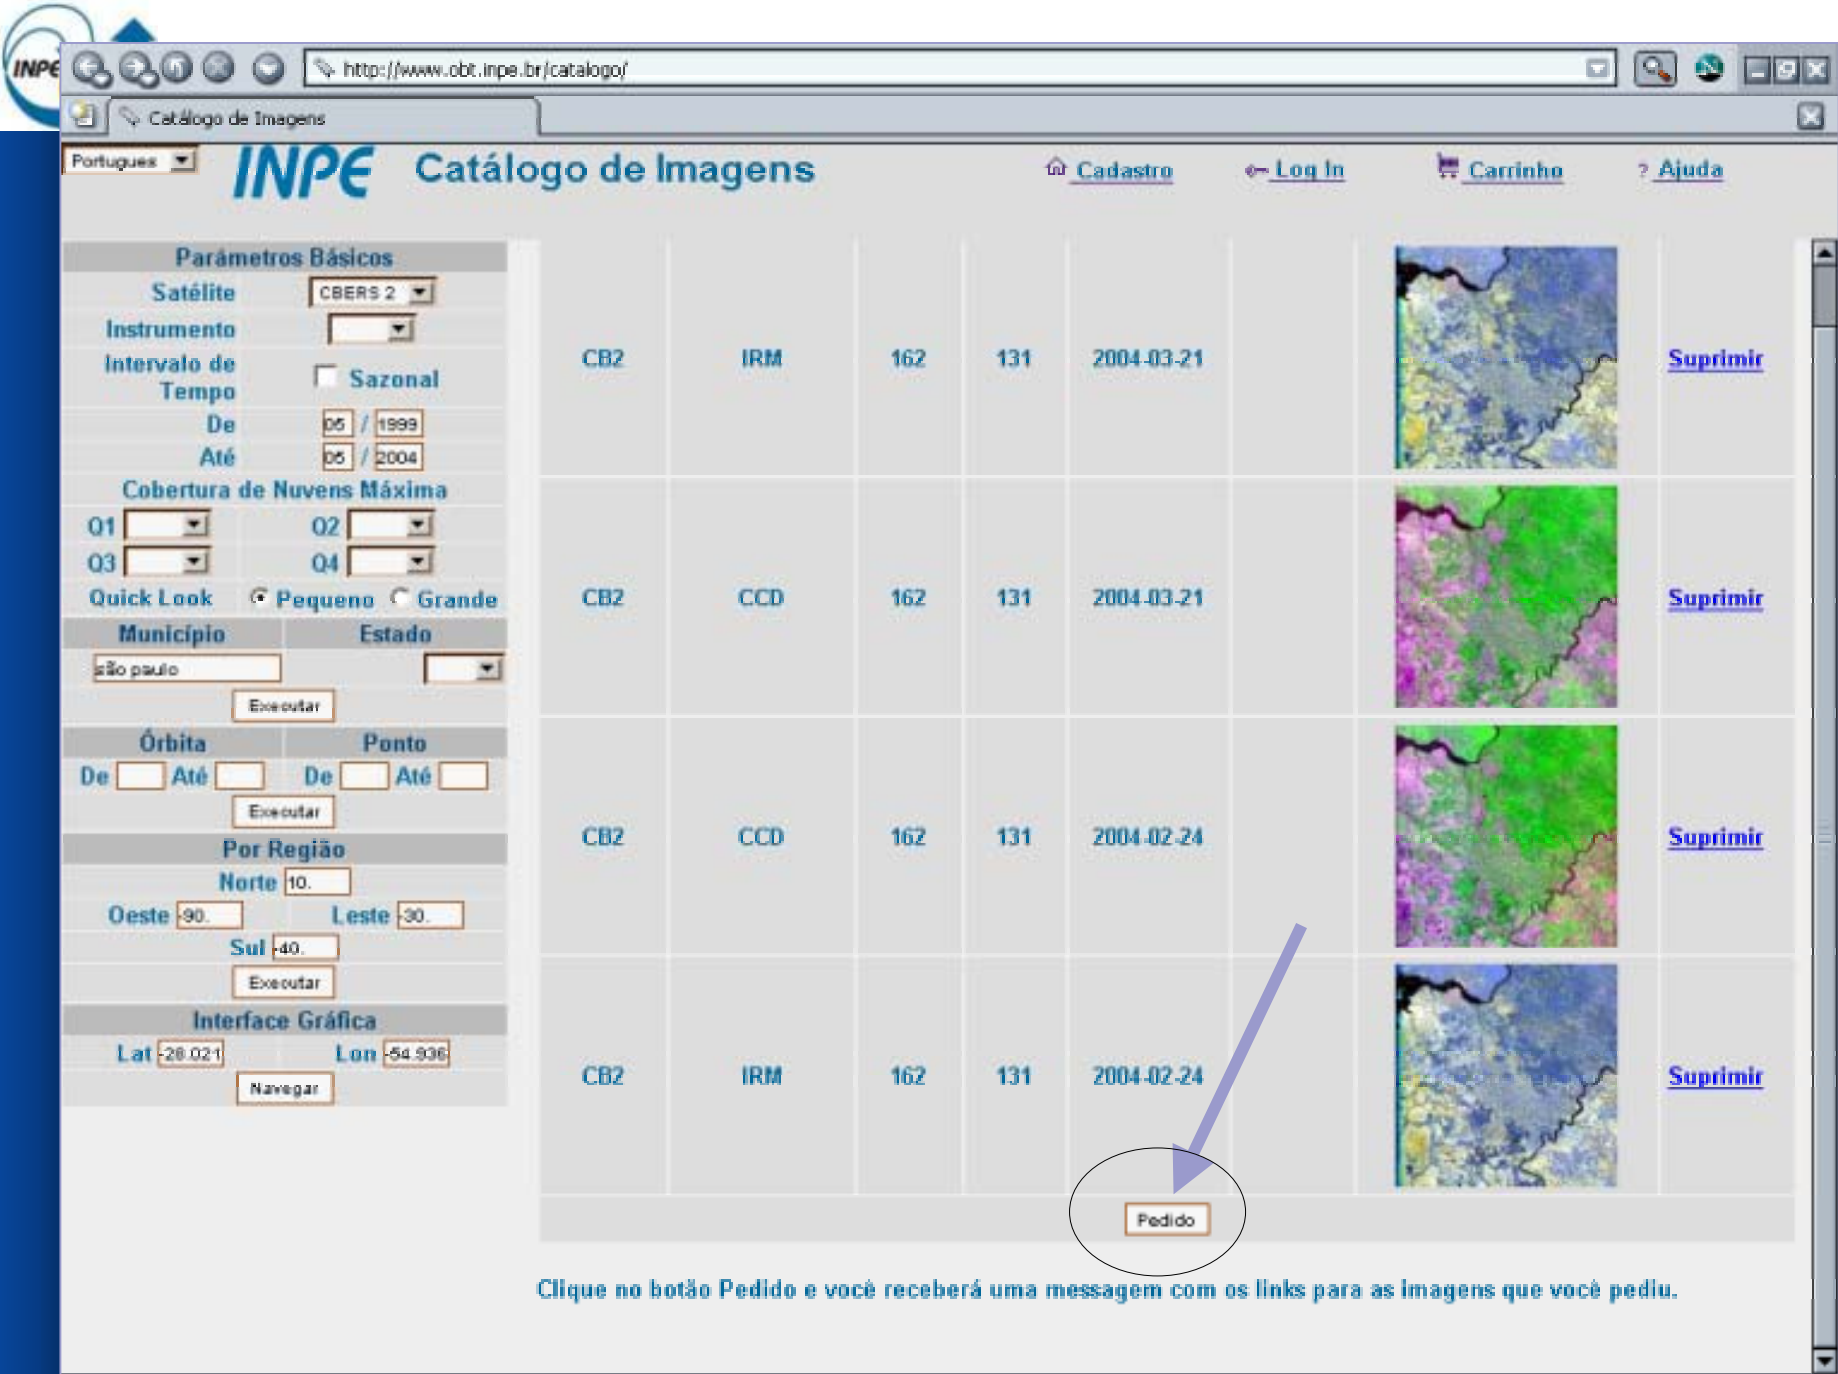 INPE
http://www.obt.inpe.br/catalogo/
Catálogo de Imagens
Portugues
INPE Catálogo de Imagens
Cadastro
Log In
Carrinho
? Ajuda
Parámetros Básicos
Satélite CBERS 2
Instrumento
Intervalo de
Tempo
Sazonal
De 05 / 1999
Até 05 / 2004
Cobertura de Nuvens Máxima
Q1 Q2
Q3 Q4
Quick Look Pequeno Grande
Município Estado
são paulo
Executar
Órbita Ponto
De Até De Até
Executar
Por Região
Norte 10.
Oeste -90. Leste -30.
Sul -40.
Executar
Interface Gráfica
Lat -28.021 Lon -54.936
Navegar
CB2 IRM 162 131 2004-03-21 Suprimir
CB2 CCD 162 131 2004-03-21 Suprimir
CB2 CCD 162 131 2004-02-24 Suprimir
CB2 IRM 162 131 2004-02-24 Suprimir
Pedido
Clique no botão Pedido e você receberá uma messagem com os links para as imagens que você pediu.